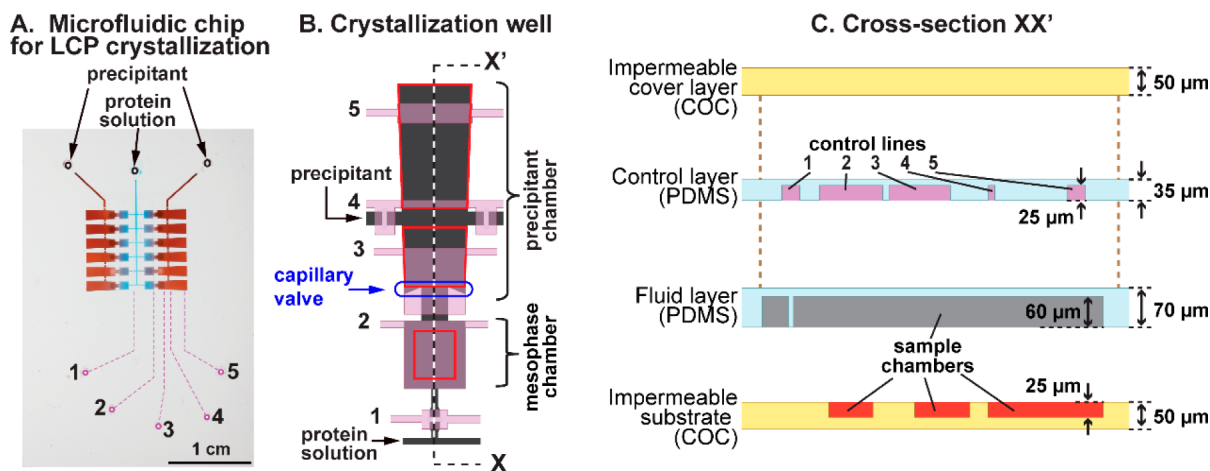 A. Microfluidic chip
for LCP crystallization
precipitant
protein
solution
1
2
3
4
5
1 cm
B. Crystallization well
X'
5
precipitant
4
3
capillary
valve
2
1
protein
solution
X
precipitant
chamber
mesophase
chamber
C. Cross-section XX'
Impermeable
cover layer
(COC)
50 µm
control lines
1 2 3 4 5
Control layer
(PDMS)
35 µm
25 µm
Fluid layer
(PDMS)
60 µm
70 µm
sample
chambers
25 µm
Impermeable
substrate
(COC)
50 µm